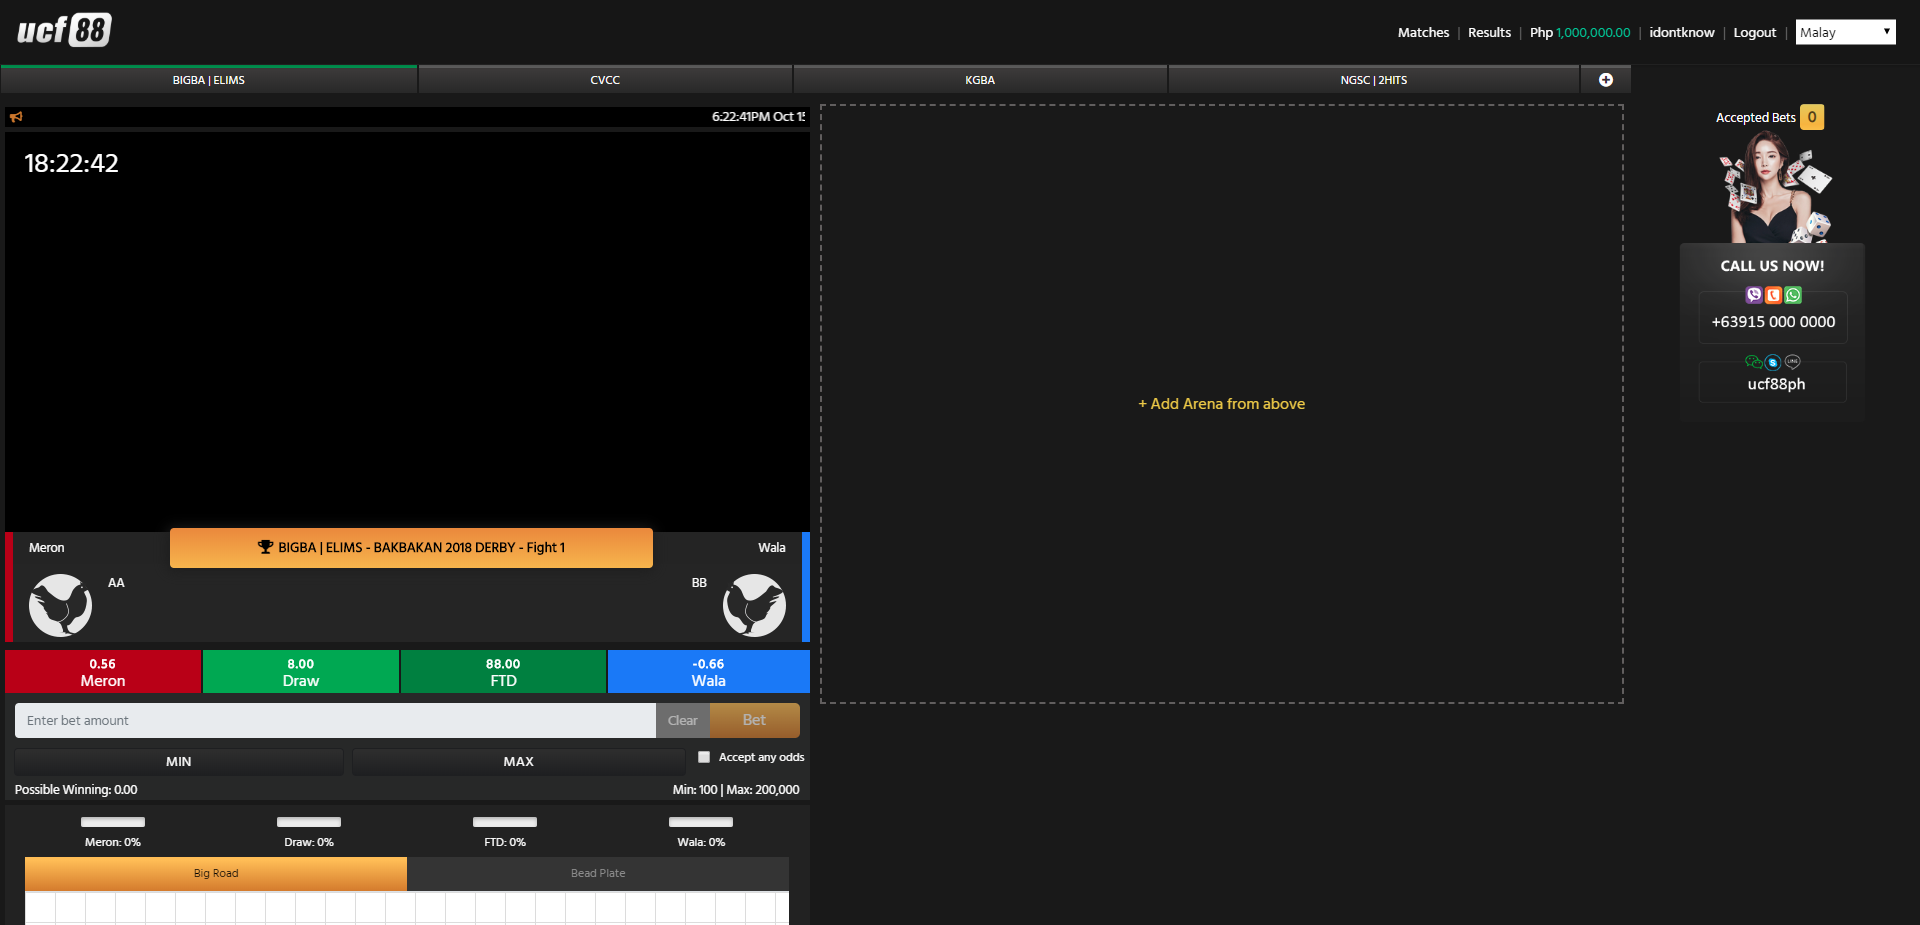 ucf 88
Matches | Results | Php 1,000,000.00 | idontknow | Logout | Malay
BIGBA | ELIMS
CVCC
KGBA
NGSC | 2HITS
6:22:41PM Oct 15
18:22:42
+ Add Arena from above
Accepted Bets 0
CALL US NOW!
+63915 000 0000
LINE
ucf88ph
Meron
BIGBA | ELIMS - BAKBAKAN 2018 DERBY - Fight 1
Wala
AA
BB
0.56
Meron
8.00
Draw
88.00
FTD
-0.66
Wala
Enter bet amount
Clear
Bet
MIN
MAX
Accept any odds
Possible Winning: 0.00
Min: 100 | Max: 200,000
Meron: 0%
Draw: 0%
FTD: 0%
Wala: 0%
Big Road
Bead Plate